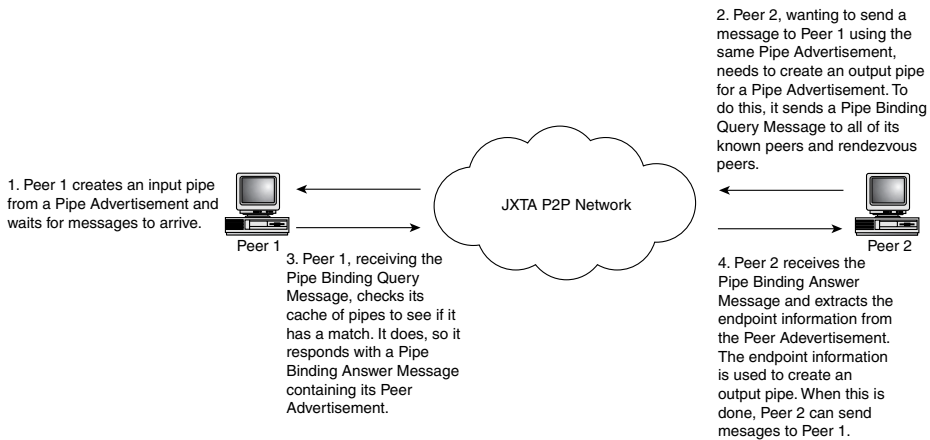 1. Peer 1 creates an input pipe
from a Pipe Advertisement and
waits for messages to arrive.
Peer 1
JXTA P2P Network
2. Peer 2, wanting to send a
message to Peer 1 using the
same Pipe Advertisement,
needs to create an output pipe
for a Pipe Advertisement. To
do this, it sends a Pipe Binding
Query Message to all of its
known peers and rendezvous
peers.
Peer 2
3. Peer 1, receiving the
Pipe Binding Query
Message, checks its
cache of pipes to see if it
has a match. It does, so it
responds with a Pipe
Binding Answer Message
containing its Peer
Advertisement.
4. Peer 2 receives the
Pipe Binding Answer
Message and extracts the
endpoint information from
the Peer Adevertisement.
The endpoint information
is used to create an
output pipe. When this is
done, Peer 2 can send
mesages to Peer 1.